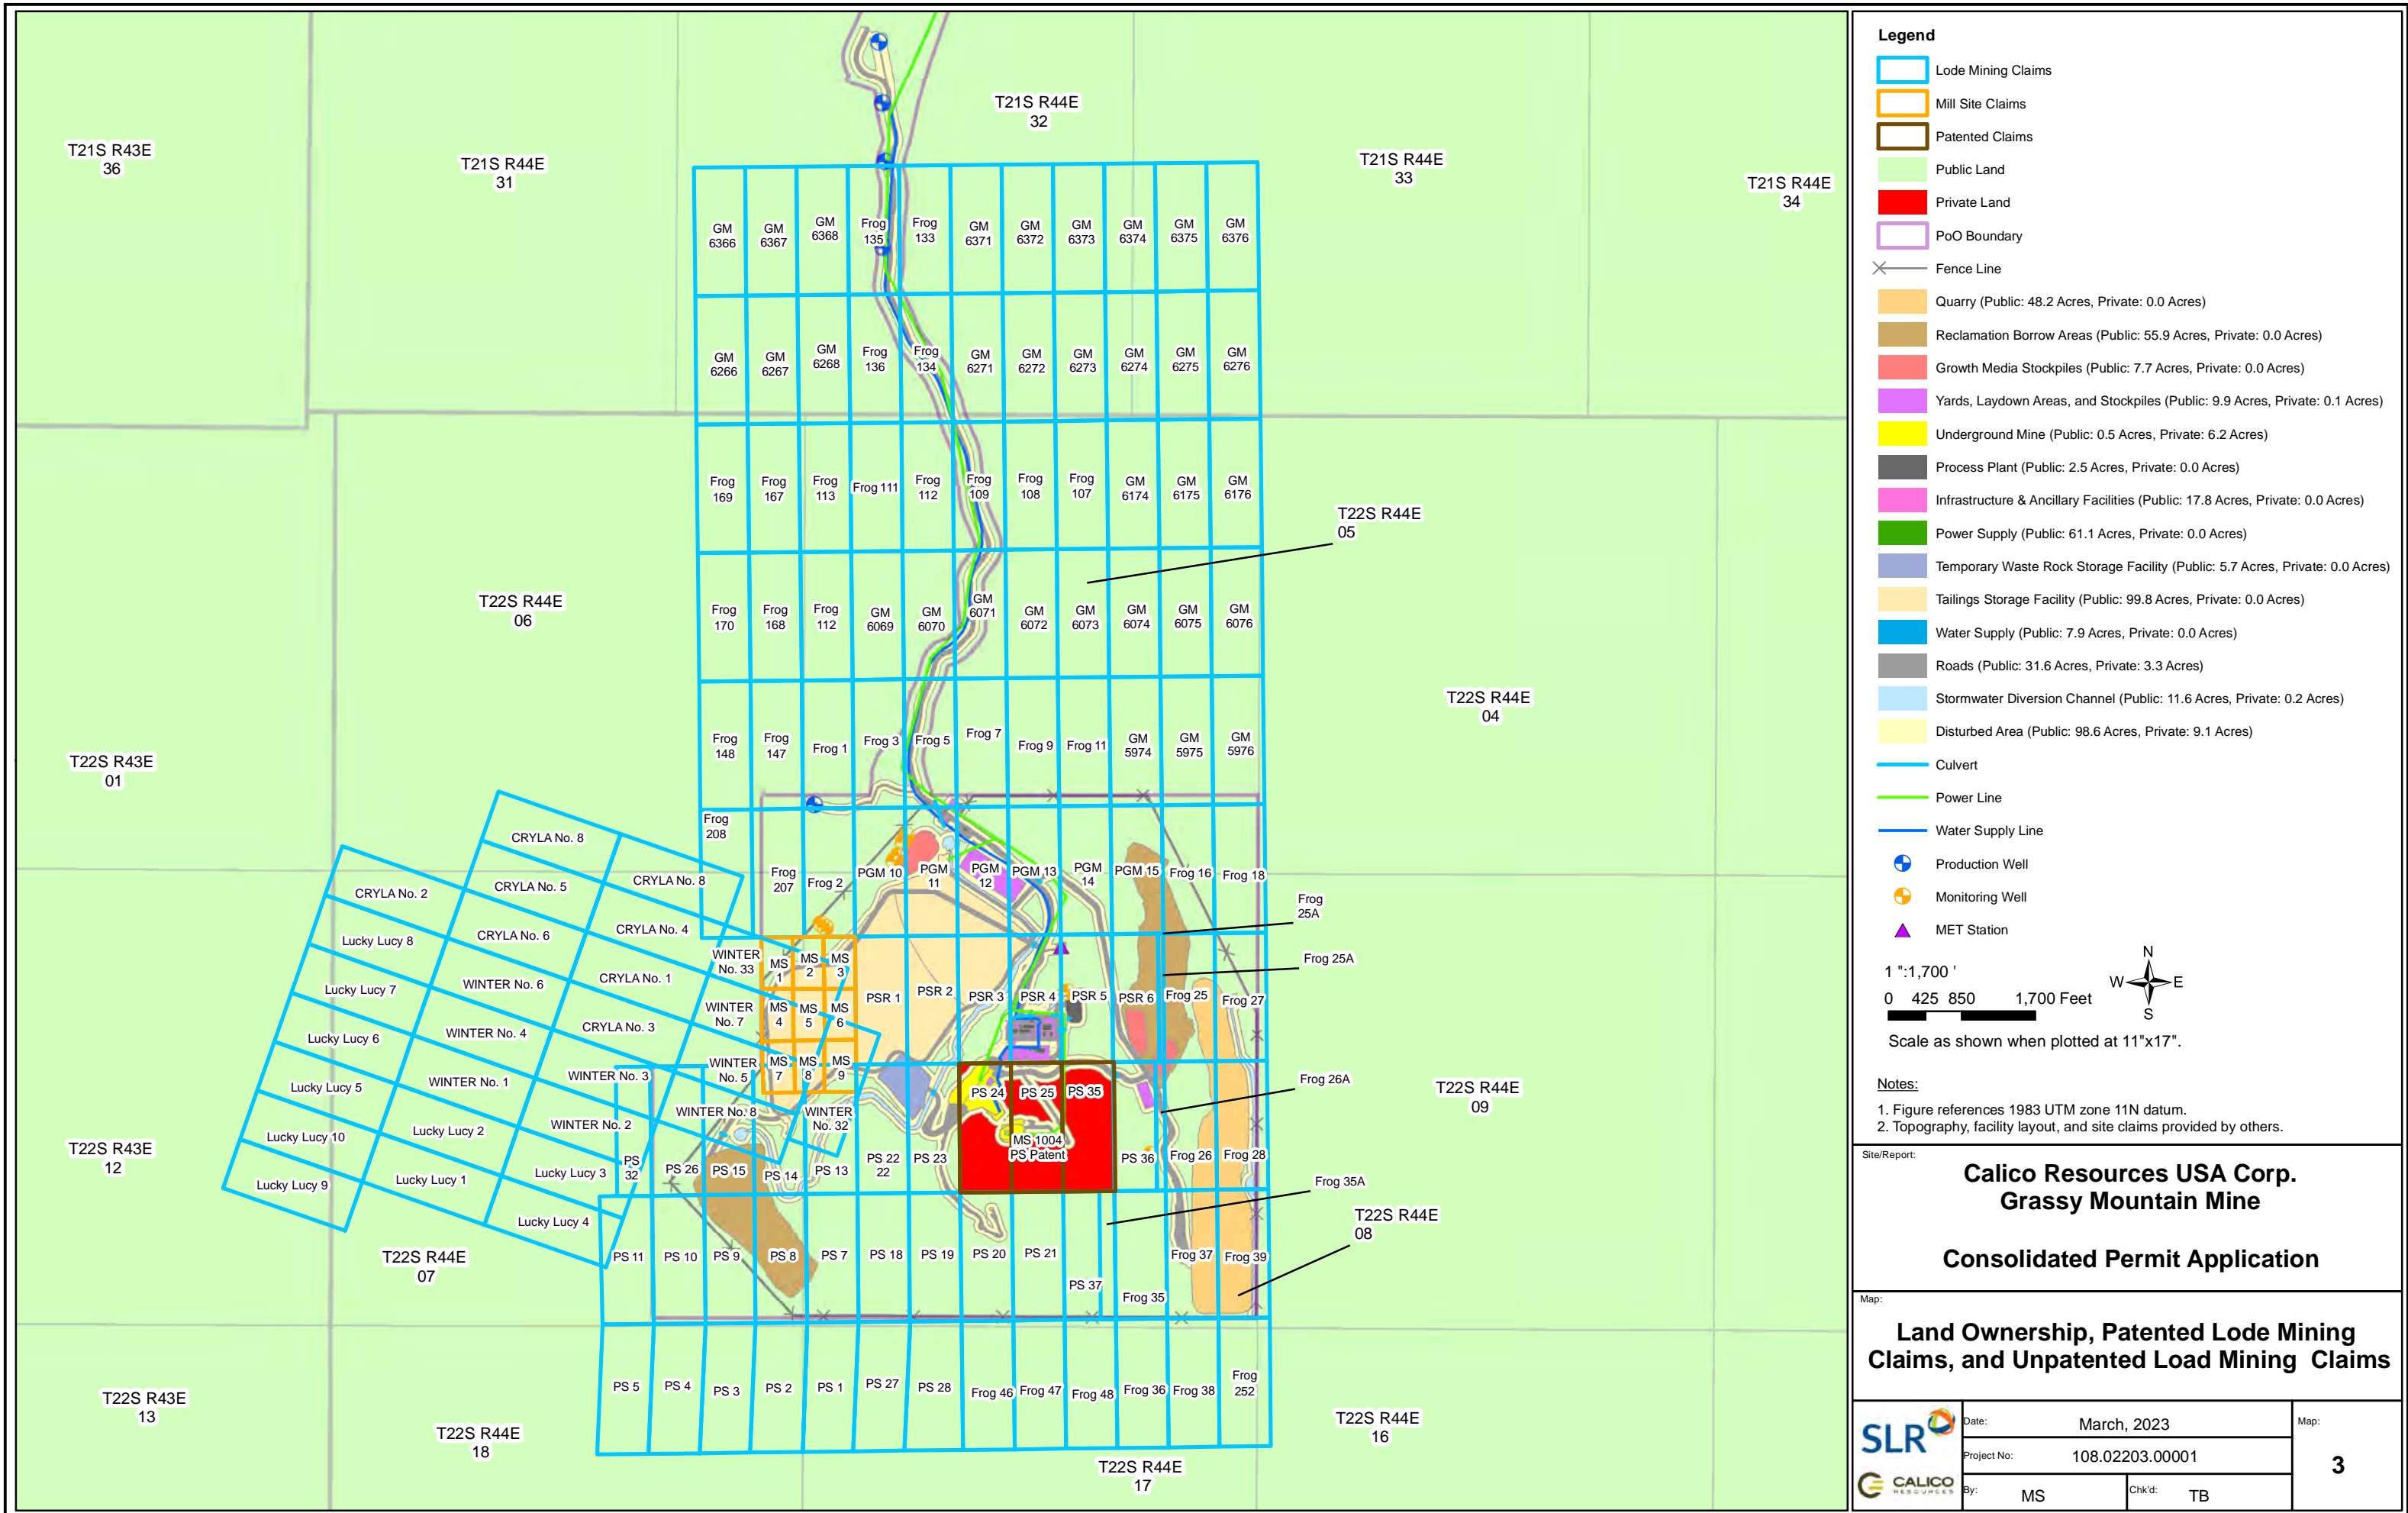 T21S R43E
36
T21S R44E
31
T21S R44E
32
T21S R44E
33
T21S R44E
34
GM
6366
GM
6367
GM
6368
Frog
135
Frog
133
GM
6371
GM
6372
GM
6373
GM
6374
GM
6375
GM
6376
GM
6266
GM
6267
GM
6268
Frog
136
Frog
134
GM
6271
GM
6272
GM
6273
GM
6274
GM
6275
GM
6276
Frog
169
Frog
167
Frog
113
Frog 111
Frog
112
Frog
109
Frog
108
Frog
107
GM
6174
GM
6175
GM
6176
T22S R44E
05
T22S R44E
06
Frog
170
Frog
168
Frog
112
GM
6069
GM
6070
GM
6071
GM
6072
GM
6073
GM
6074
GM
6075
GM
6076
T22S R44E
04
T22S R43E
01
Frog
148
Frog
147
Frog 1
Frog 3
Frog 5
Frog 7
Frog 9
Frog 11
GM
5974
GM
5975
GM
5976
Frog
208
Frog
207
Frog 2
PGM 10
PGM
11
PGM
12
PGM 13
PGM
14
PGM 15
Frog 16
Frog 18
Frog
25A
Frog 25A
CRYLA No. 8
CRYLA No. 2
CRYLA No. 5
CRYLA No. 8
Lucky Lucy 8
CRYLA No. 6
CRYLA No. 4
WINTER
No. 33
Lucky Lucy 7
WINTER No. 6
CRYLA No. 1
WINTER
No. 7
Lucky Lucy 6
WINTER No. 4
CRYLA No. 3
WINTER
No. 5
Lucky Lucy 5
WINTER No. 1
WINTER No. 3
WINTER No. 8
WINTER
No. 32
Lucky Lucy 10
Lucky Lucy 2
WINTER No. 2
Lucky Lucy 9
Lucky Lucy 1
Lucky Lucy 3
Lucky Lucy 4
MS
1
MS
2
MS
3
MS
4
MS
5
MS
6
MS
7
MS
8
MS
9
PSR 1
PSR 2
PSR 3
PSR 4
PSR 5
PSR 6
Frog 25
Frog 27
Frog 26A
T22S R44E
09
PS
32
PS 26
PS 15
PS 14
PS 13
PS 22
22
PS 23
PS 24
PS 25
PS 35
MS 1004
PS Patent
PS 36
Frog 26
Frog 28
Frog 35A
T22S R44E
08
T22S R43E
12
T22S R44E
07
PS 11
PS 10
PS 9
PS 8
PS 7
PS 18
PS 19
PS 20
PS 21
PS 37
Frog 35
Frog 37
Frog 39
T22S R43E
13
T22S R44E
18
PS 5
PS 4
PS 3
PS 2
PS 1
PS 27
PS 28
Frog 46
Frog 47
Frog 48
Frog 36
Frog 38
Frog
252
T22S R44E
16
T22S R44E
17
Legend
Lode Mining Claims
Mill Site Claims
Patented Claims
Public Land
Private Land
PoO Boundary
Fence Line
Quarry (Public: 48.2 Acres, Private: 0.0 Acres)
Reclamation Borrow Areas (Public: 55.9 Acres, Private: 0.0 Acres)
Growth Media Stockpiles (Public: 7.7 Acres, Private: 0.0 Acres)
Yards, Laydown Areas, and Stockpiles (Public: 9.9 Acres, Private: 0.1 Acres)
Underground Mine (Public: 0.5 Acres, Private: 6.2 Acres)
Process Plant (Public: 2.5 Acres, Private: 0.0 Acres)
Infrastructure & Ancillary Facilities (Public: 17.8 Acres, Private: 0.0 Acres)
Power Supply (Public: 61.1 Acres, Private: 0.0 Acres)
Temporary Waste Rock Storage Facility (Public: 5.7 Acres, Private: 0.0 Acres)
Tailings Storage Facility (Public: 99.8 Acres, Private: 0.0 Acres)
Water Supply (Public: 7.9 Acres, Private: 0.0 Acres)
Roads (Public: 31.6 Acres, Private: 3.3 Acres)
Stormwater Diversion Channel (Public: 11.6 Acres, Private: 0.2 Acres)
Disturbed Area (Public: 98.6 Acres, Private: 9.1 Acres)
Culvert
Power Line
Water Supply Line
Production Well
Monitoring Well
MET Station
N
W E
S
1 ":1,700 '
0 425 850 1,700 Feet
Scale as shown when plotted at 11"x17".
Notes:
1. Figure references 1983 UTM zone 11N datum.
2. Topography, facility layout, and site claims provided by others.
Site/Report:
Calico Resources USA Corp.
Grassy Mountain Mine
Consolidated Permit Application
Map:
Land Ownership, Patented Lode Mining
Claims, and Unpatented Load Mining Claims
SLR
CALICO
RESOURCES
Date: March, 2023
Project No: 108.02203.00001
By: MS
Chk'd: TB
Map:
3